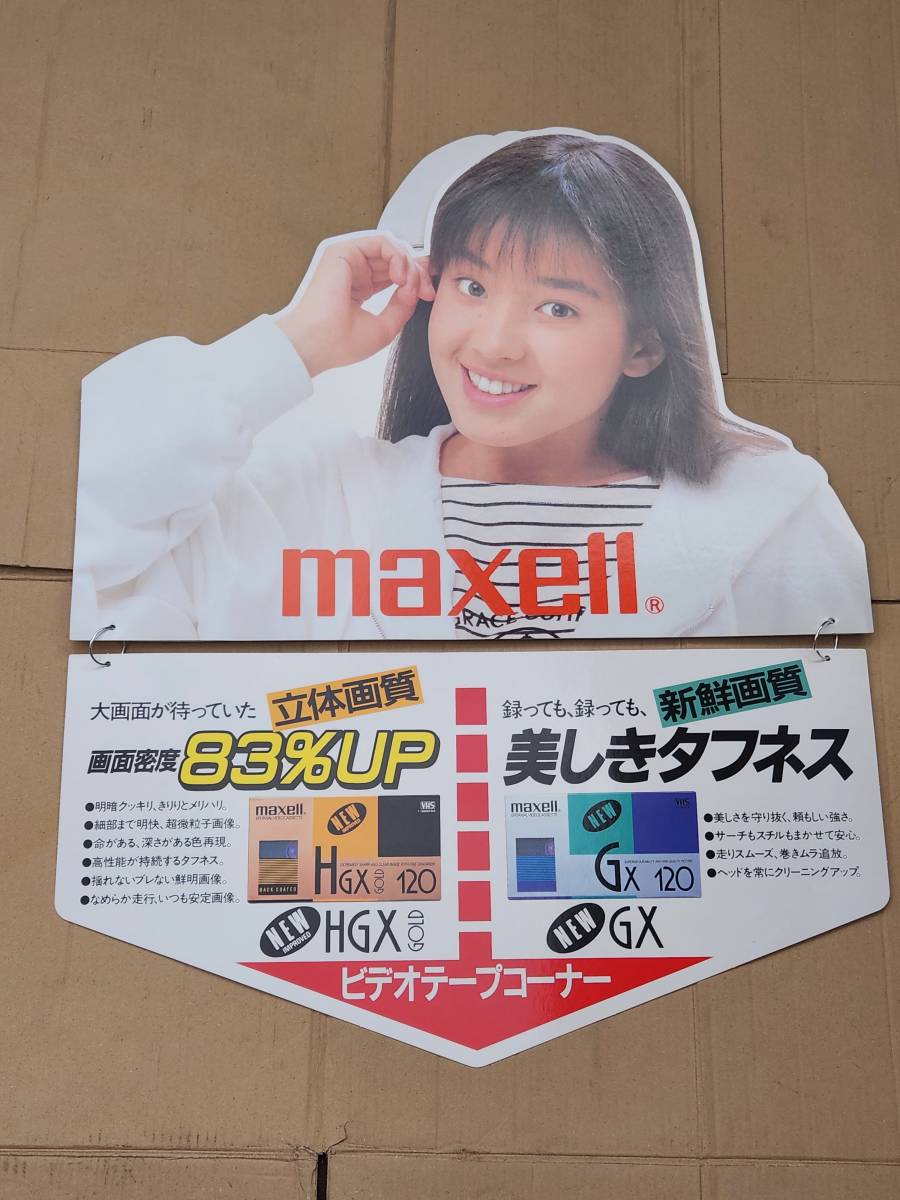 maxell®
GRACE
大画面が待っていた
立体画質
画面密度 83%UP
●明暗クッキリ、きりりとメリハリ。
●細部まで明快、超微粒子画像。
●命がある、深さがある色再現。
●高性能が持続するタフネス。
●揺れないブレない鮮明画像。
●なめらか走行、いつも安定画像。
maxell
NEW
VHS
HGX GOLD 120
BACK COATED
NEW IMPROVED
HGX GOLD
録っても、録っても、
新鮮画質
美しきタフネス
maxell
NEW
VHS
GX 120
●美しさを守り抜く、頼もしい強さ。
●サーチもスチルもまかせて安心。
●走りスムーズ、巻きムラ追放。
●ヘッドを常にクリーニングアップ。
NEW GX
ビデオテープコーナー